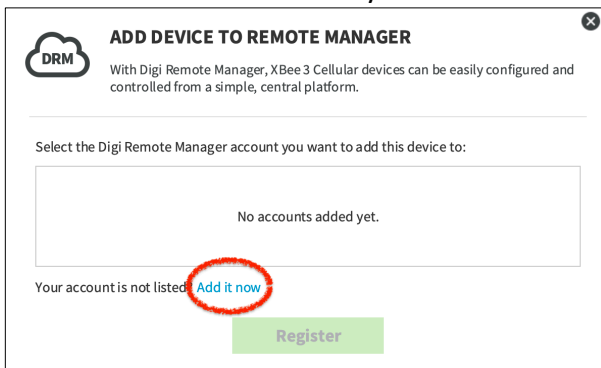 DRM
ADD DEVICE TO REMOTE MANAGER
With Digi Remote Manager, XBee 3 Cellular devices can be easily configured and
controlled from a simple, central platform.
Select the Digi Remote Manager account you want to add this device to:
No accounts added yet.
Your account is not listed? Add it now
Register